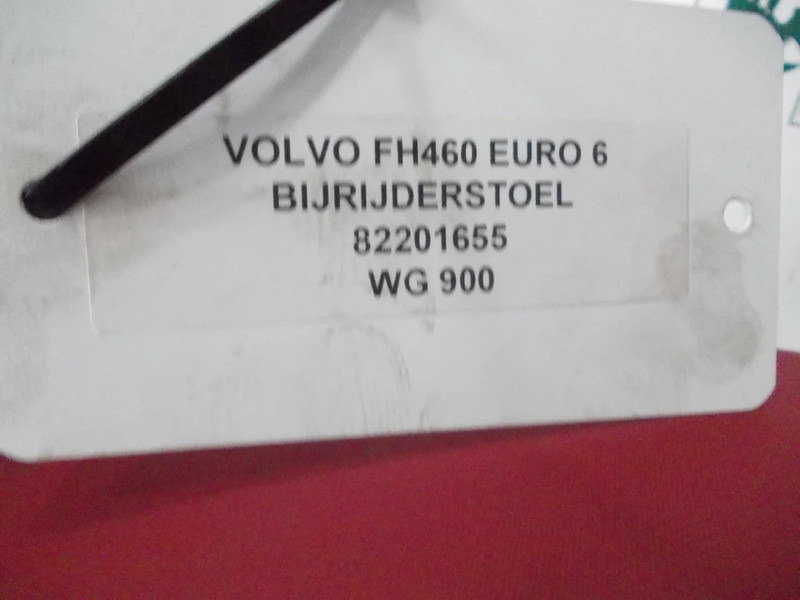 VOLVO FH460 EURO 6
BIJRIJDERSTOEL
82201655
WG 900